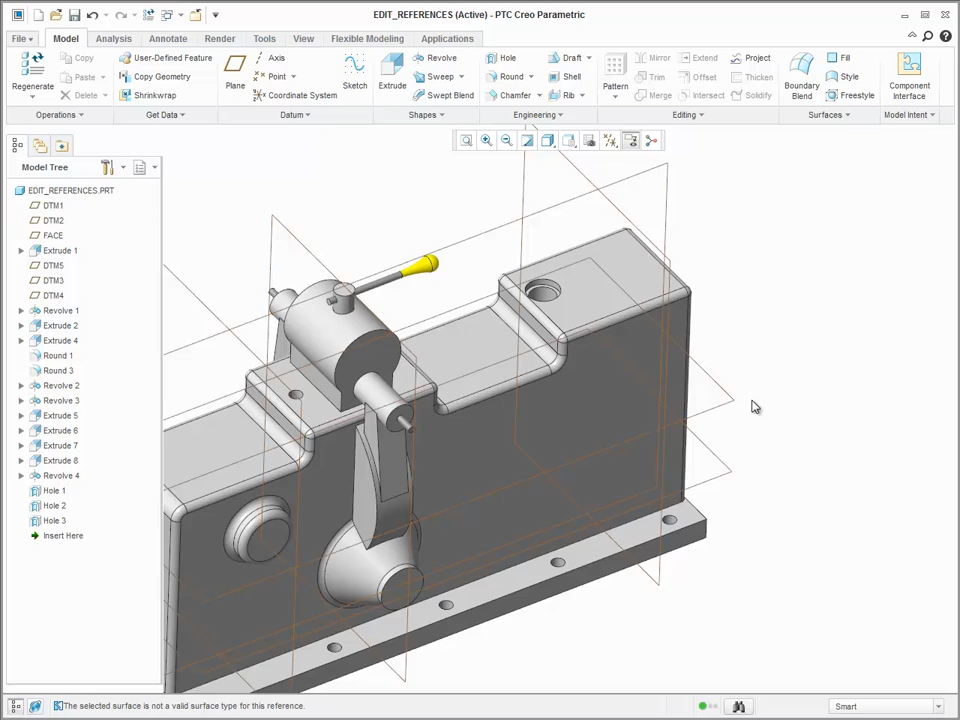 EDIT_REFERENCES (Active) - PTC Creo Parametric
File Model Analysis Annotate Render Tools View Flexible Modeling Applications
Regenerate Copy Paste Delete
User-Defined Feature Copy Geometry Shrinkwrap
Plane Axis Point Coordinate System Sketch
Extrude Revolve Sweep Swept Blend
Hole Round Chamfer Draft Shell Rib
Pattern Mirror Trim Merge Extend Offset Intersect Project Thicken Solidify
Boundary Blend Fill Style Freestyle
Component Interface
Operations Get Data Datum Shapes Engineering Editing Surfaces Model Intent
Model Tree
EDIT_REFERENCES.PRT
DTM1
DTM2
FACE
Extrude 1
DTM5
DTM3
DTM4
Revolve 1
Extrude 2
Extrude 4
Round 1
Round 3
Revolve 2
Revolve 3
Extrude 5
Extrude 6
Extrude 7
Extrude 8
Revolve 4
Hole 1
Hole 2
Hole 3
Insert Here
The selected surface is not a valid surface type for this reference.
Smart